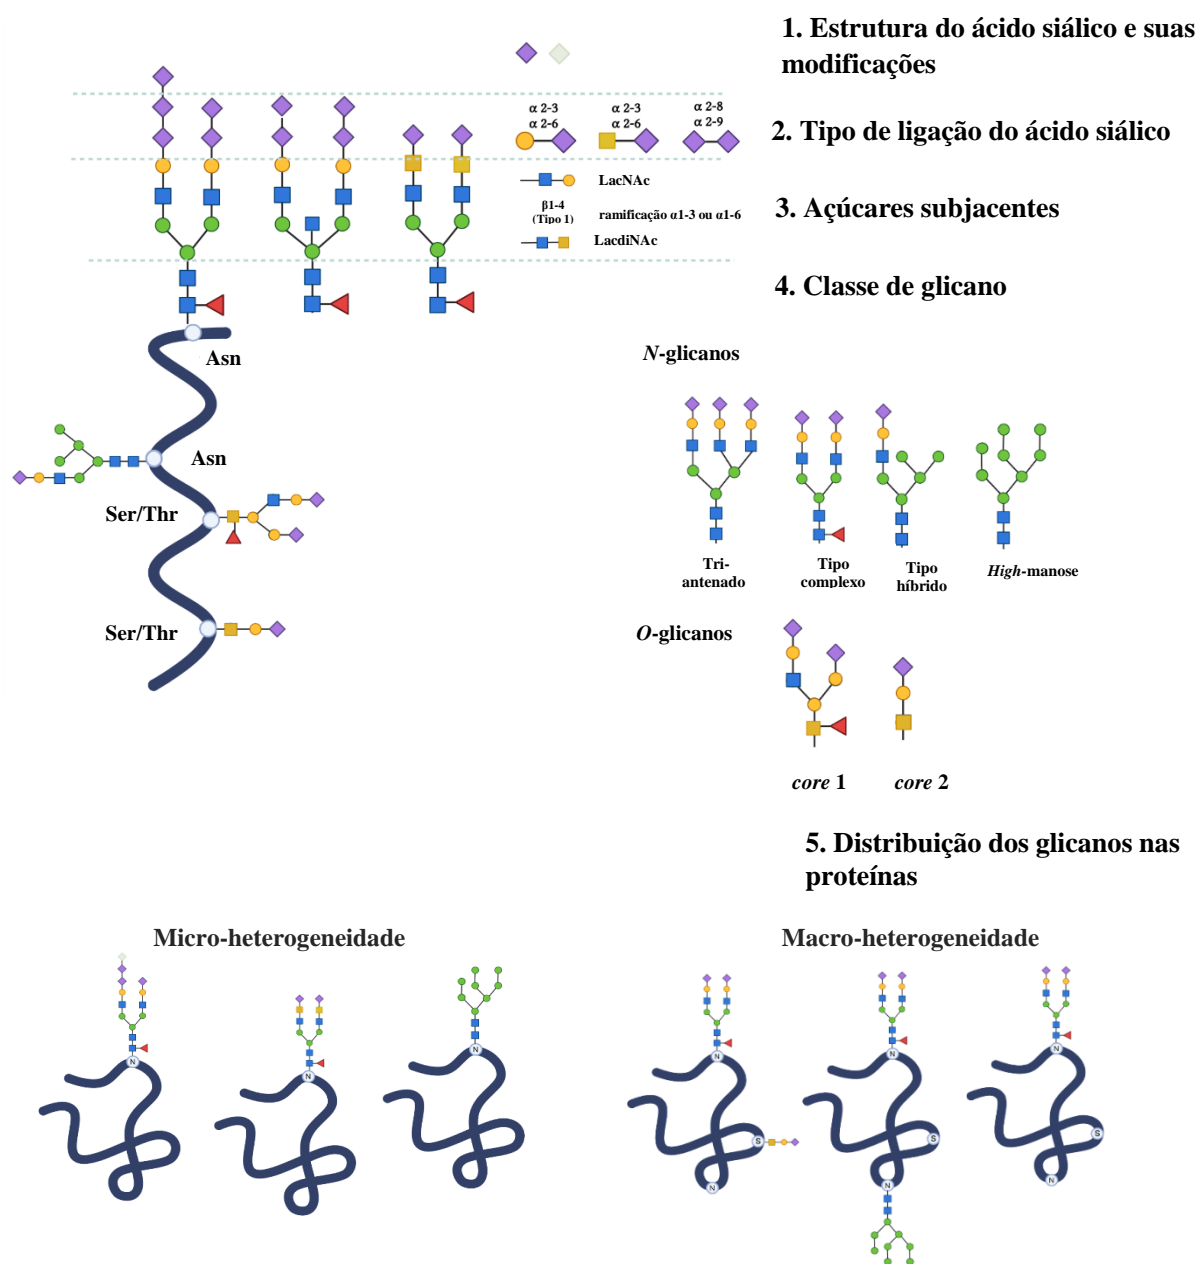 1. Estrutura do ácido siálico e suas
modificações
α 2-3
α 2-6
α 2-3
α 2-6
α 2-8
α 2-9
2. Tipo de ligação do ácido siálico
LacNAc
β1-4
(Tipo 1)
ramificação α1-3 ou α1-6
LacdiNAc
3. Açúcares subjacentes
4. Classe de glicano
Asn
Asn
Ser/Thr
Ser/Thr
N-glicanos
Tri-
antenado
Tipo
complexo
Tipo
híbrido
High-manose
O-glicanos
core 1
core 2
5. Distribuição dos glicanos nas
proteínas
Micro-heterogeneidade
Macro-heterogeneidade
N
N
N
N
S
N
N
S
N
N
S
N